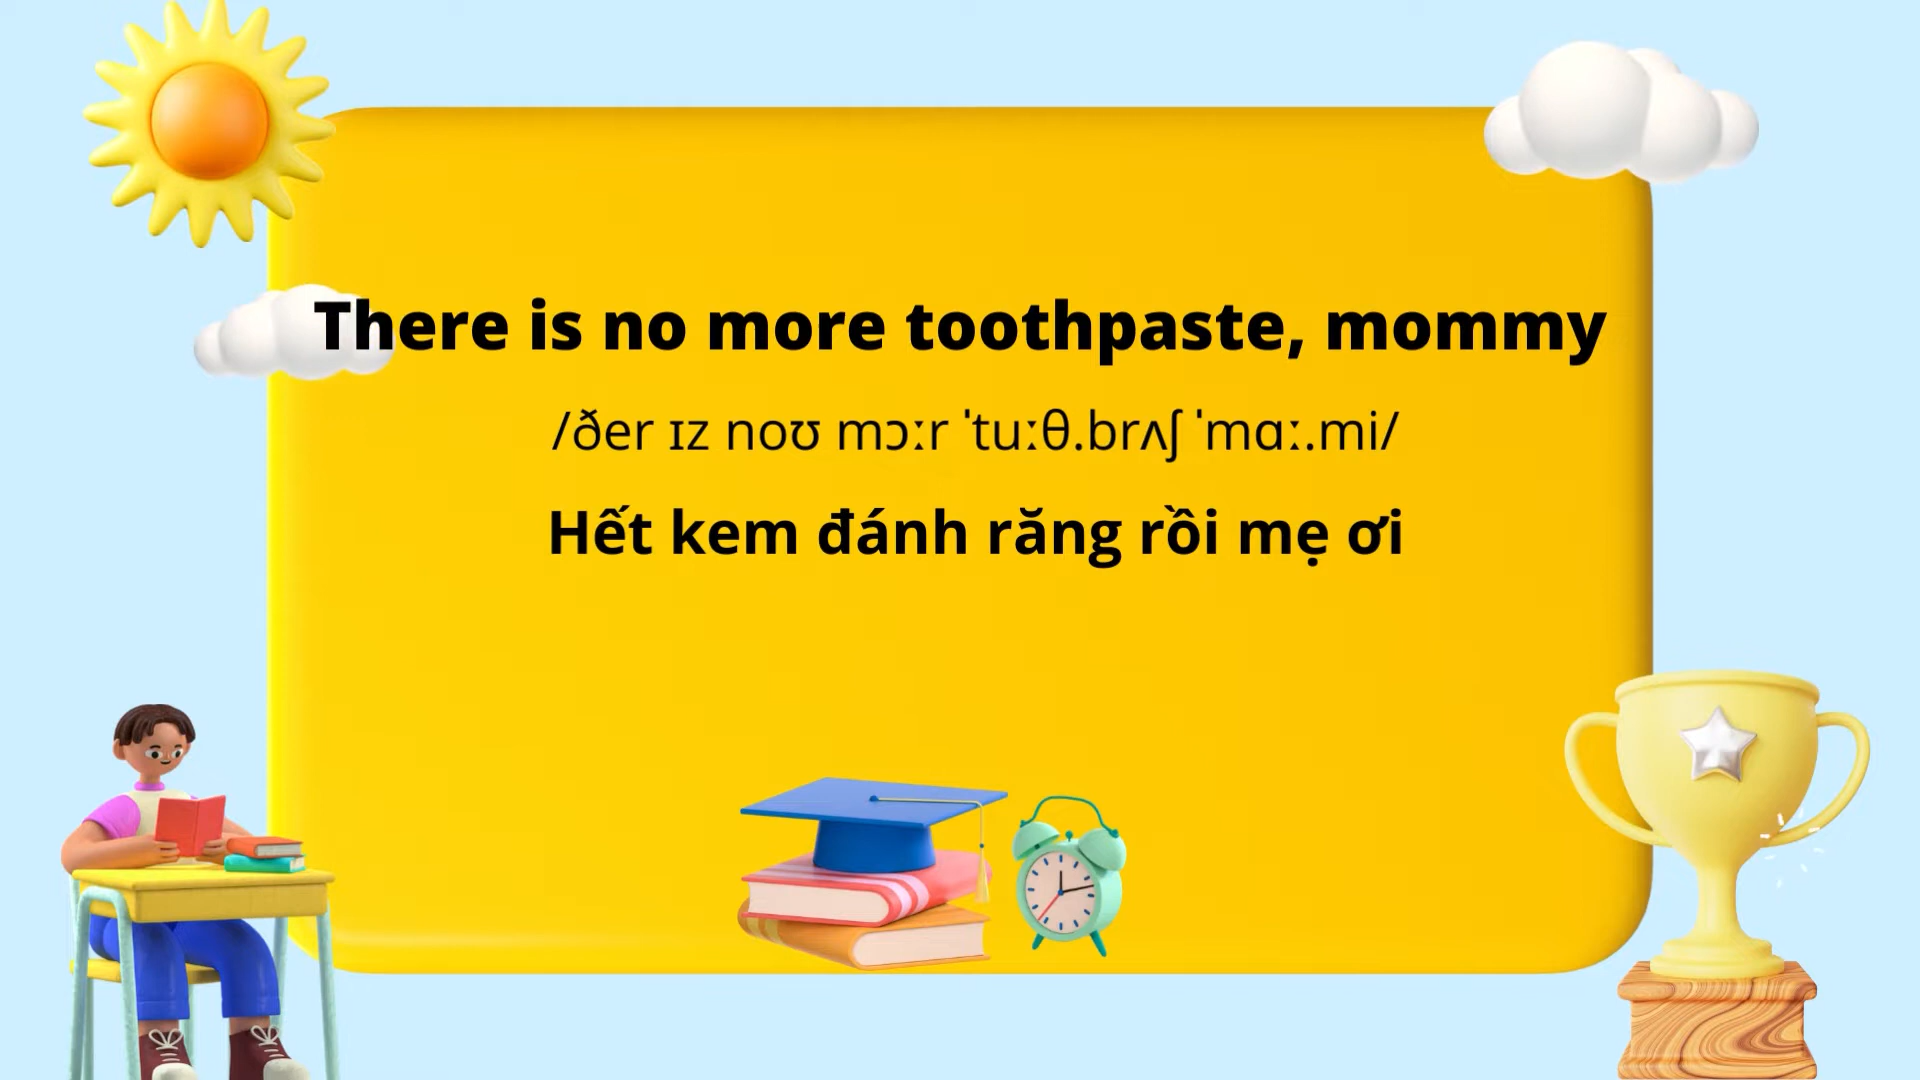 There is no more toothpaste, mommy
/ðer ɪz noʊ mɔːr ˈtuːθ.brʌʃ ˈmɑː.mi/
Hết kem đánh răng rồi mẹ ơi